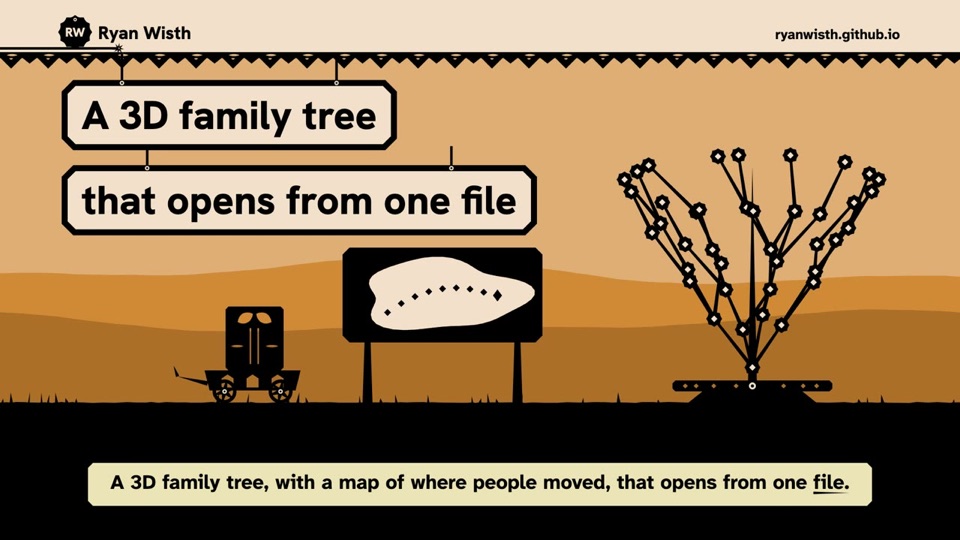 RW Ryan Wisth
ryanwisth.github.io
A 3D family tree
that opens from one file
A 3D family tree, with a map of where people moved, that opens from one file.